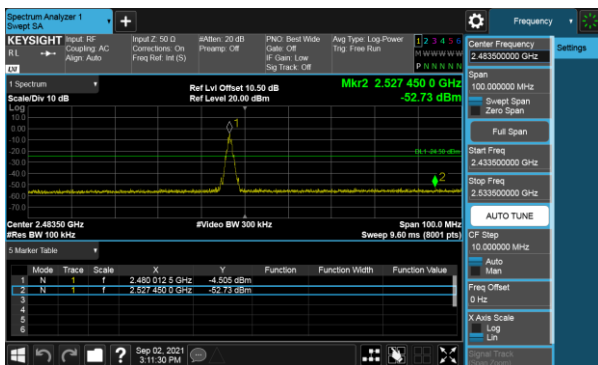 Spectrum Analyzer 1
Swept SA
Frequency
KEYSIGHT
RL
Input: RF
Coupling: AC
Align: Auto
Input Z: 50 Ω
Corrections: On
Freq Ref: Int (S)
#Atten: 20 dB
Preamp: Off
PNO: Best Wide
Gate: Off
IF Gain: Low
Sig Track: Off
Avg Type: Log-Power
Trig: Free Run
1 2 3 4 5 6
M W W W W W
P N N N N N
LXI
1 Spectrum
Scale/Div 10 dB
Log
Ref Lvl Offset 10.50 dB
Ref Level 20.00 dBm
Mkr2 2.527 450 0 GHz
-52.73 dBm
10.0
0.00
-10.0
-20.0
-30.0
-40.0
-50.0
-60.0
-70.0
1
DL1 -24.50 dBm
2
Center 2.48350 GHz
#Res BW 100 kHz
#Video BW 300 kHz
Span 100.0 MHz
Sweep 9.60 ms (8001 pts)
5 Marker Table
Mode Trace Scale X Y Function Function Width Function Value
1 N 1 f 2.480 012 5 GHz -4.505 dBm
2 N 1 f 2.527 450 0 GHz -52.73 dBm
3
4
5
6
Sep 02, 2021
3:11:30 PM
Center Frequency
2.483500000 GHz
Settings
Span
100.000000 MHz
Swept Span
Zero Span
Full Span
Start Freq
2.433500000 GHz
Stop Freq
2.533500000 GHz
AUTO TUNE
CF Step
10.000000 MHz
Auto
Man
Freq Offset
0 Hz
X Axis Scale
Log
Lin
Signal Track
(Span Zoom)